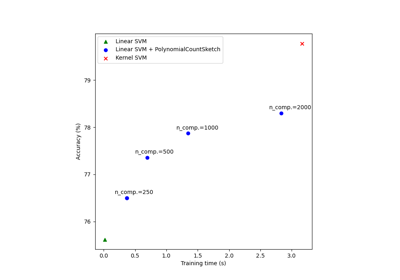 Linear SVM
Linear SVM + PolynomialCountSketch
Kernel SVM
79
78
77
76
Accuracy (%)
n_comp.=2000
n_comp.=1000
n_comp.=500
n_comp.=250
0.0 0.5 1.0 1.5 2.0 2.5 3.0
Training time (s)